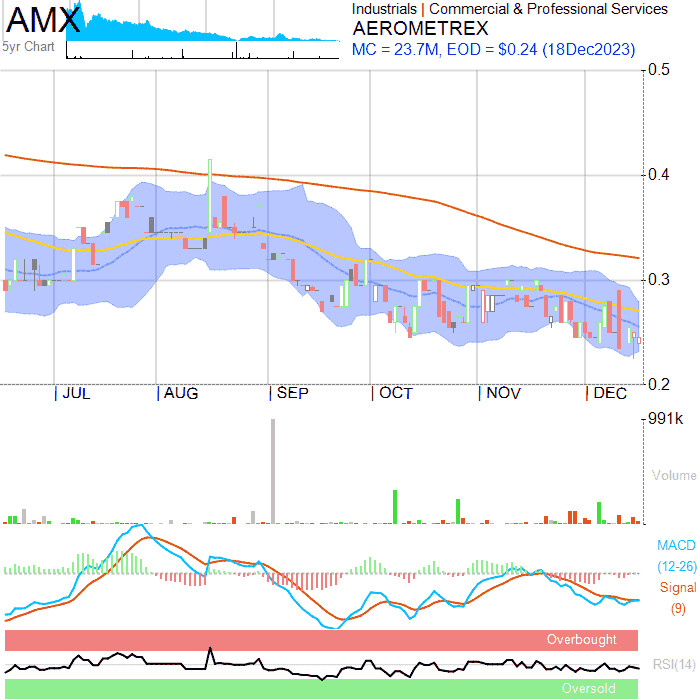 AMX
5yr Chart
Industrials | Commercial & Professional Services
AEROMETREX
MC = 23.7M, EOD = $0.24 (18Dec2023)
0.5
0.4
0.3
0.2
JUL AUG SEP OCT NOV DEC
991k
Volume
MACD
(12-26)
Signal
(9)
Overbought
RSI(14)
Oversold